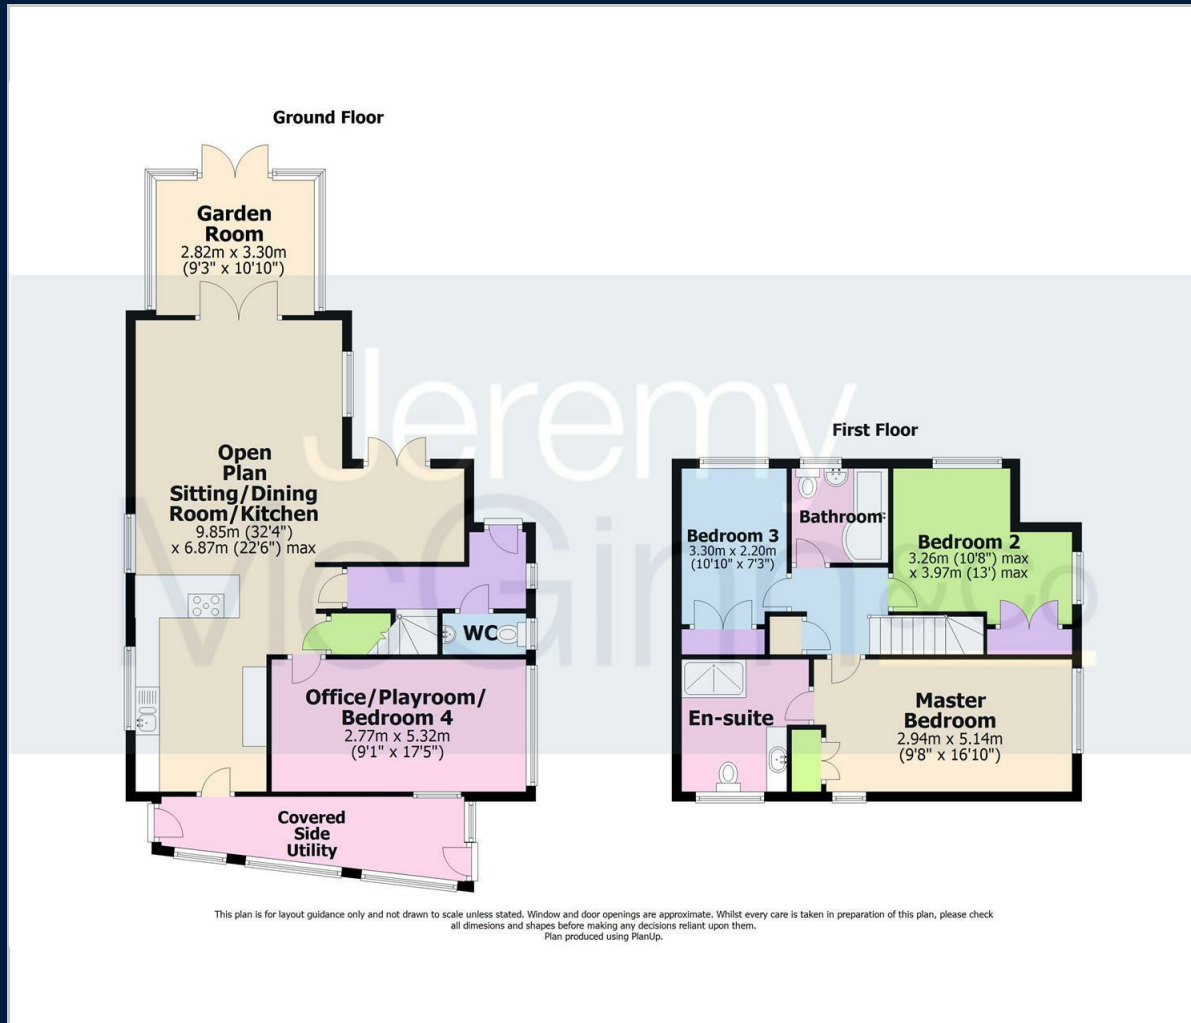 Ground Floor
Garden
Room
2.82m x 3.30m
(9'3" x 10'10")
Open
Plan
Sitting/Dining
Room/Kitchen
9.85m (32'4")
x 6.87m (22'6") max
WC
Office/Playroom/
Bedroom 4
2.77m x 5.32m
(9'1" x 17'5")
Covered
Side
Utility
First Floor
Bedroom 3
3.30m x 2.20m
(10'10" x 7'3")
Bathroom
Bedroom 2
3.26m (10'8") max
x 3.97m (13') max
En-suite
Master
Bedroom
2.94m x 5.14m
(9'8" x 16'10")
Jeremy
McGinn &Co
This plan is for layout guidance only and not drawn to scale unless stated. Window and door openings are approximate. Whilst every care is taken in preparation of this plan, please check
all dimesions and shapes before making any decisions reliant upon them.
Plan produced using PlanUp.